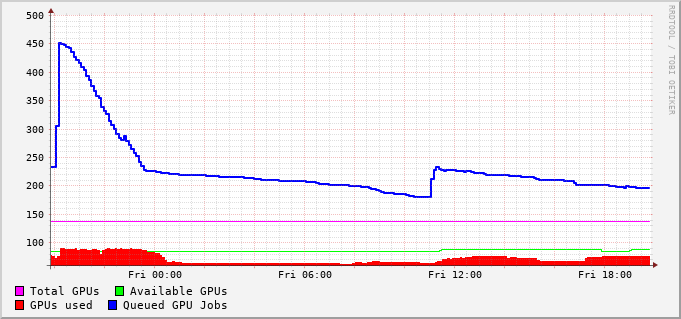 RRDTOOL / TOBI OETIKER
500
450
400
350
300
250
200
150
100
Fri 00:00 Fri 06:00 Fri 12:00 Fri 18:00
Total GPUs Available GPUs
GPUs used Queued GPU Jobs